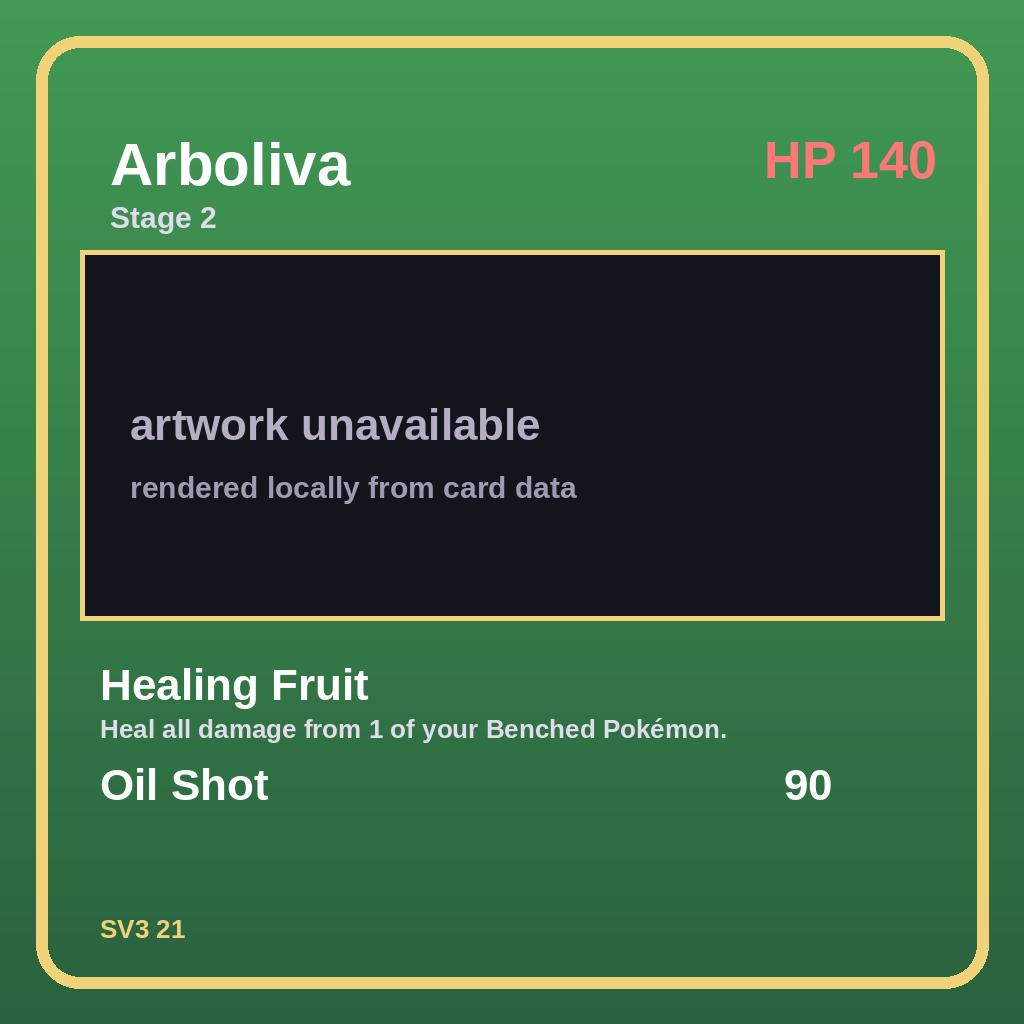 Arboliva
HP 140
Stage 2
artwork unavailable
rendered locally from card data
Healing Fruit
Heal all damage from 1 of your Benched Pokémon.
Oil Shot 90
SV3 21